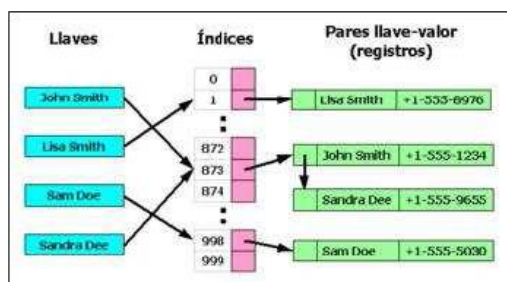 Llaves
Índices
Pares llave-valor
(registros)
John Smith
Lisa Smith
Sam Doe
Sandra Dee
0
1
872
873
874
998
999
Lisa Smith +1-555-8976
John Smith +1-555-1234
Sandra Dee +1-555-9655
Sam Doe +1-555-5030